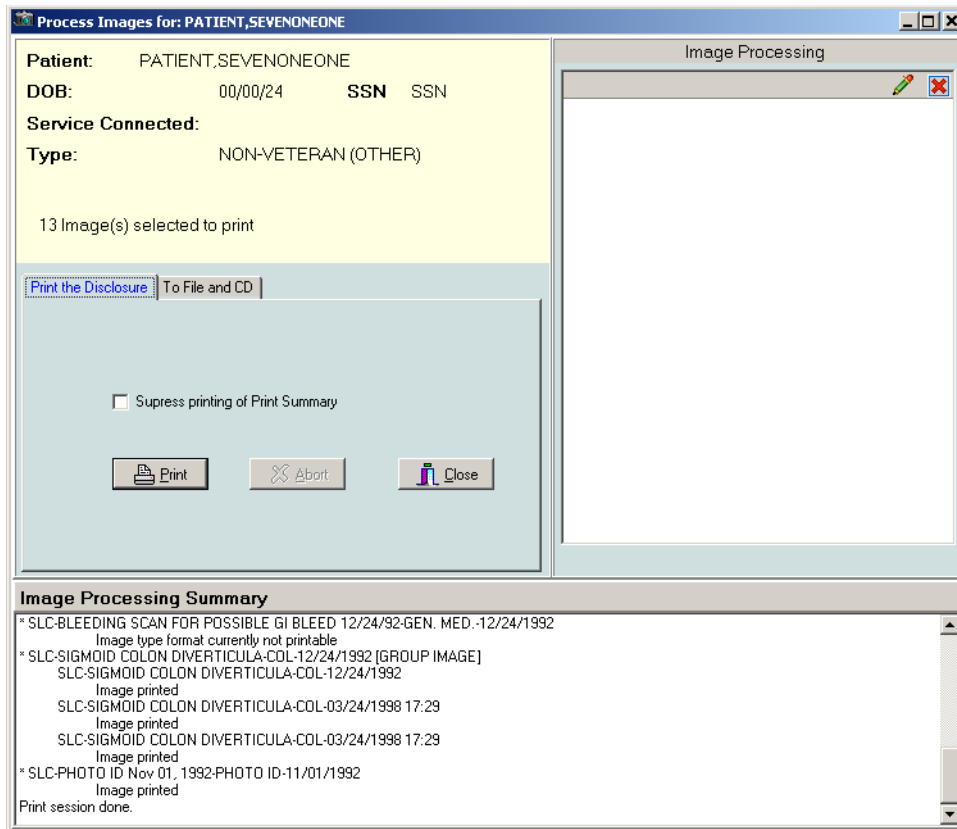 Process Images for: PATIENT,SEVENONEONE
Patient: PATIENT,SEVENONEONE
DOB: 00/00/24 SSN SSN
Service Connected:
Type: NON-VETERAN (OTHER)
13 Image(s) selected to print
Image Processing
Print the Disclosure To File and CD
Supress printing of Print Summary
Print Abort Close
Image Processing Summary
* SLC-BLEEDING SCAN FOR POSSIBLE GI BLEED 12/24/92-GEN. MED.-12/24/1992
Image type format currently not printable
* SLC-SIGMOID COLON DIVERTICULA-COL-12/24/1992 [GROUP IMAGE]
SLC-SIGMOID COLON DIVERTICULA-COL-12/24/1992
Image printed
SLC-SIGMOID COLON DIVERTICULA-COL-03/24/1998 17:29
Image printed
SLC-SIGMOID COLON DIVERTICULA-COL-03/24/1998 17:29
Image printed
* SLC-PHOTO ID Nov 01, 1992-PHOTO ID-11/01/1992
Image printed
Print session done.